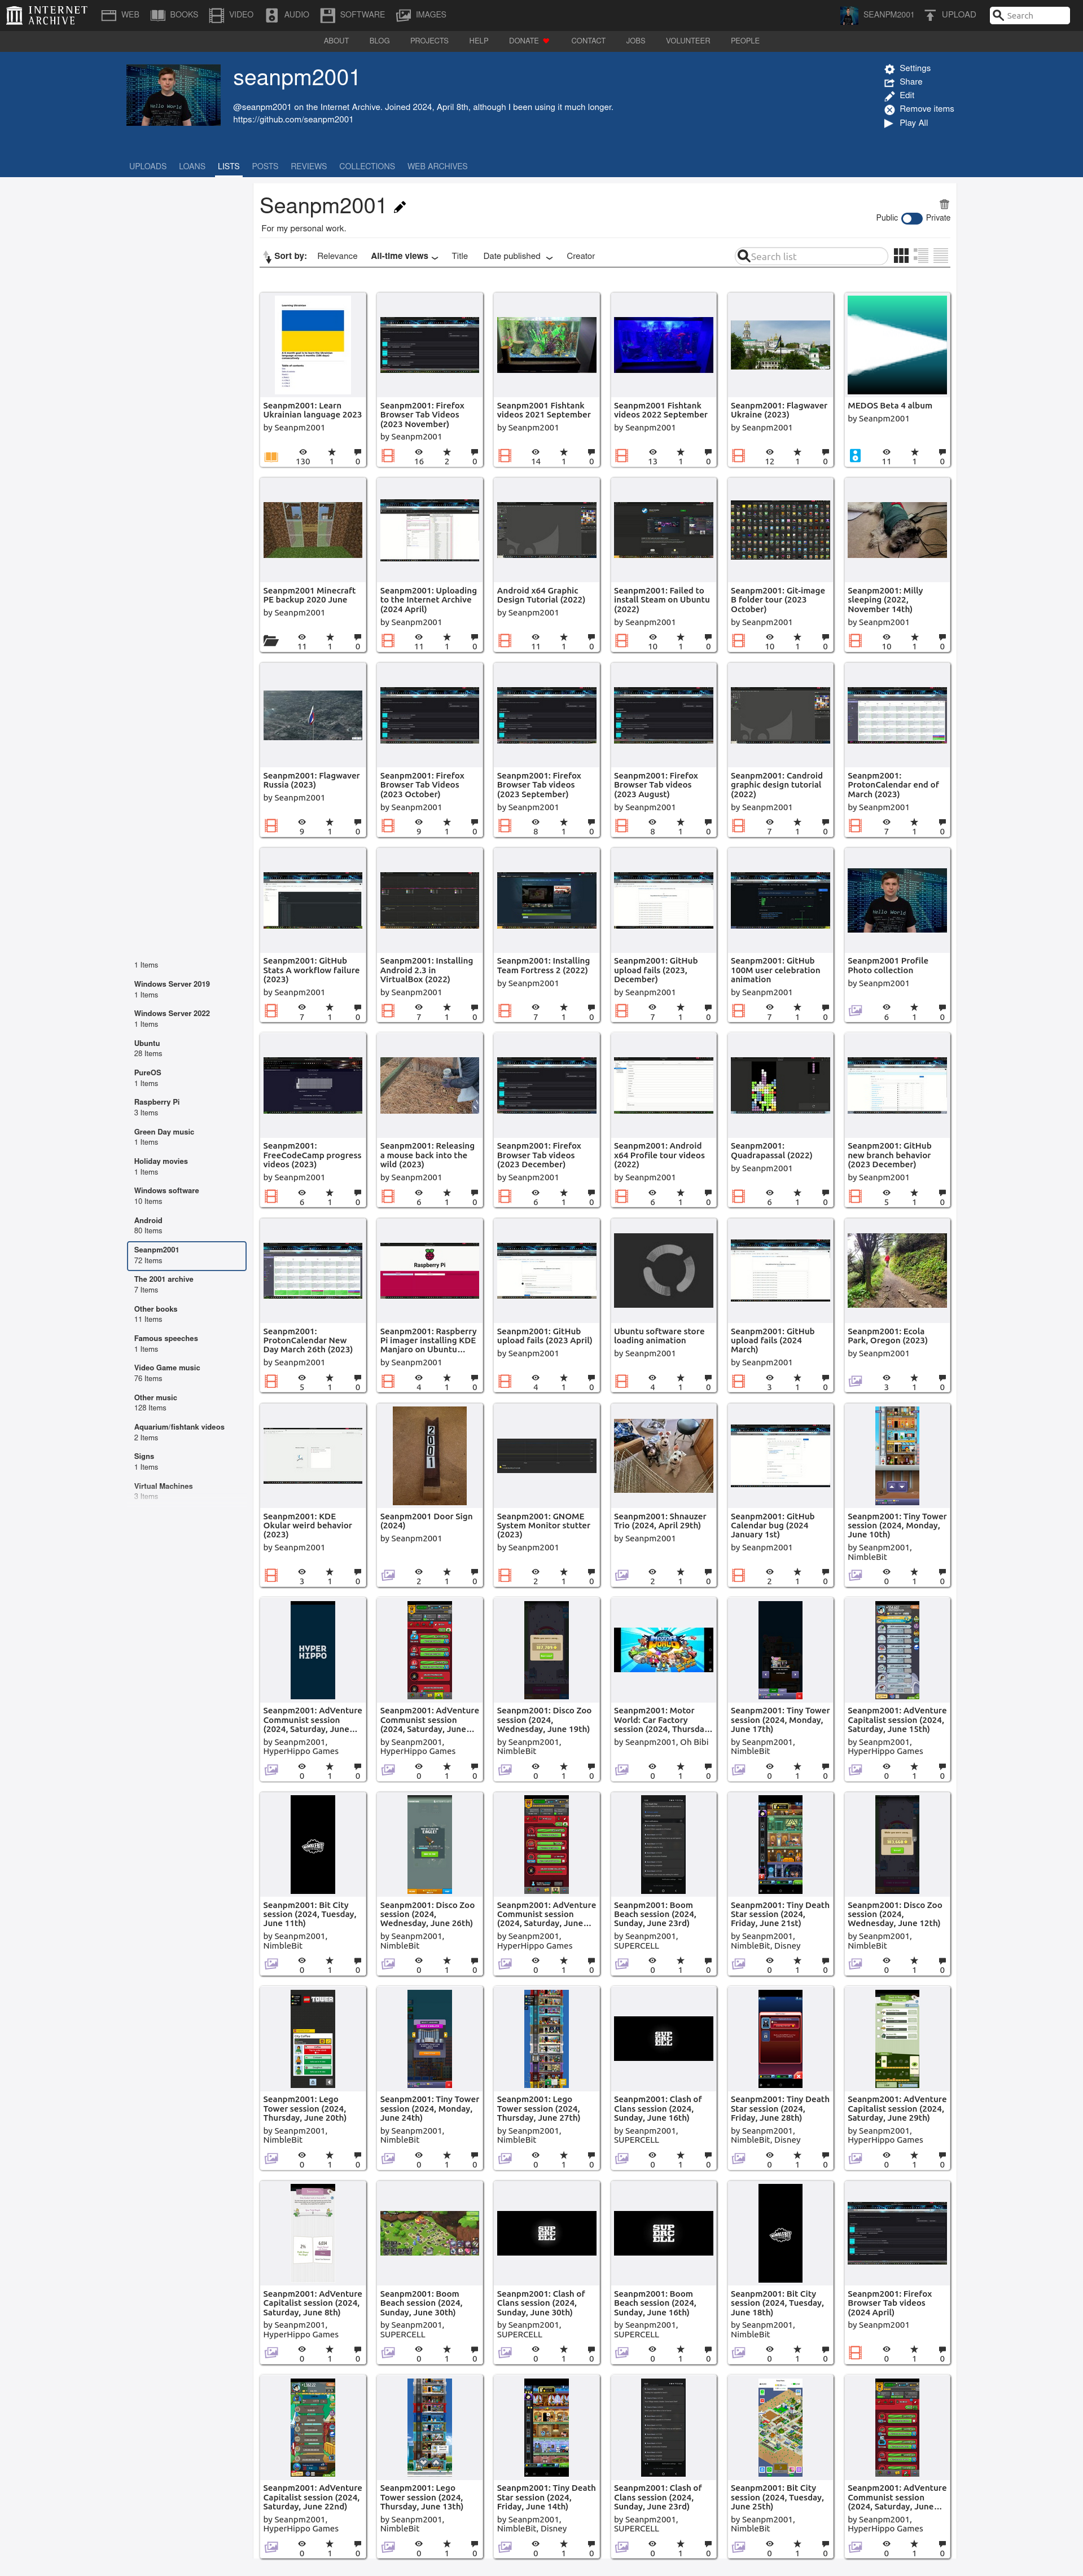 INTERNET ARCHIVE
WEB BOOKS VIDEO AUDIO SOFTWARE IMAGES
SEANPM2001 UPLOAD Search
ABOUT BLOG PROJECTS HELP DONATE CONTACT JOBS VOLUNTEER PEOPLE
Hello World
seanpm2001
@seanpm2001 on the Internet Archive. Joined 2024, April 8th, although I been using it much longer.
https://github.com/seanpm2001
Settings
Share
Edit
Remove items
Play All
UPLOADS LOANS LISTS POSTS REVIEWS COLLECTIONS WEB ARCHIVES
Seanpm2001
For my personal work.
Public Private
Sort by: Relevance All-time views Title Date published Creator
Search list
1 Items
Windows Server 2019
1 Items
Windows Server 2022
1 Items
Ubuntu
28 Items
PureOS
1 Items
Raspberry Pi
3 Items
Green Day music
1 Items
Holiday movies
1 Items
Windows software
10 Items
Android
80 Items
Seanpm2001
72 Items
The 2001 archive
7 Items
Other books
11 Items
Famous speeches
1 Items
Video Game music
76 Items
Other music
128 Items
Aquarium/fishtank videos
2 Items
Signs
1 Items
Virtual Machines
3 Items
Seanpm2001: Learn Ukrainian language 2023
by Seanpm2001
130 1 0
Seanpm2001: Firefox Browser Tab Videos (2023 November)
by Seanpm2001
16 2 0
Seanpm2001 Fishtank videos 2021 September
by Seanpm2001
14 1 0
Seanpm2001 Fishtank videos 2022 September
by Seanpm2001
13 1 0
Seanpm2001: Flagwaver Ukraine (2023)
by Seanpm2001
12 1 0
MEDOS Beta 4 album
by Seanpm2001
11 1 0
Seanpm2001 Minecraft PE backup 2020 June
by Seanpm2001
11 1 0
Seanpm2001: Uploading to the Internet Archive (2024 April)
by Seanpm2001
11 1 0
Android x64 Graphic Design Tutorial (2022)
by Seanpm2001
11 1 0
Seanpm2001: Failed to install Steam on Ubuntu (2022)
by Seanpm2001
10 1 0
Seanpm2001: Git-image B folder tour (2023 October)
by Seanpm2001
10 1 0
Seanpm2001: Milly sleeping (2022, November 14th)
by Seanpm2001
10 1 0
Seanpm2001: Flagwaver Russia (2023)
by Seanpm2001
9 1 0
Seanpm2001: Firefox Browser Tab Videos (2023 October)
by Seanpm2001
9 1 0
Seanpm2001: Firefox Browser Tab videos (2023 September)
by Seanpm2001
8 1 0
Seanpm2001: Firefox Browser Tab videos (2023 August)
by Seanpm2001
8 1 0
Seanpm2001: Candroid graphic design tutorial (2022)
by Seanpm2001
7 1 0
Seanpm2001: ProtonCalendar end of March (2023)
by Seanpm2001
7 1 0
Seanpm2001: GitHub Stats A workflow failure (2023)
by Seanpm2001
7 1 0
Seanpm2001: Installing Android 2.3 in VirtualBox (2022)
by Seanpm2001
7 1 0
Seanpm2001: Installing Team Fortress 2 (2022)
by Seanpm2001
7 1 0
Seanpm2001: GitHub upload fails (2023, December)
by Seanpm2001
7 1 0
Seanpm2001: GitHub 100M user celebration animation
by Seanpm2001
7 1 0
Seanpm2001 Profile Photo collection
by Seanpm2001
6 1 0
Seanpm2001: FreeCodeCamp progress videos (2023)
by Seanpm2001
6 1 0
Seanpm2001: Releasing a mouse back into the wild (2023)
by Seanpm2001
6 1 0
Seanpm2001: Firefox Browser Tab videos (2023 December)
by Seanpm2001
6 1 0
Seanpm2001: Android x64 Profile tour videos (2022)
by Seanpm2001
6 1 0
Seanpm2001: Quadrapassal (2022)
by Seanpm2001
6 1 0
Seanpm2001: GitHub new branch behavior (2023 December)
by Seanpm2001
5 1 0
Seanpm2001: ProtonCalendar New Day March 26th (2023)
by Seanpm2001
5 1 0
Raspberry Pi
Seanpm2001: Raspberry Pi imager installing KDE Manjaro on Ubuntu...
by Seanpm2001
4 1 0
Seanpm2001: GitHub upload fails (2023 April)
by Seanpm2001
4 1 0
Ubuntu software store loading animation
by Seanpm2001
4 1 0
Seanpm2001: GitHub upload fails (2024 March)
by Seanpm2001
3 1 0
Seanpm2001: Ecola Park, Oregon (2023)
by Seanpm2001
3 1 0
Seanpm2001: KDE Okular weird behavior (2023)
by Seanpm2001
3 1 0
2001
Seanpm2001 Door Sign (2024)
by Seanpm2001
2 1 0
Seanpm2001: GNOME System Monitor stutter (2023)
by Seanpm2001
2 1 0
Seanpm2001: Shnauzer Trio (2024, April 29th)
by Seanpm2001
2 1 0
Seanpm2001: GitHub Calendar bug (2024 January 1st)
by Seanpm2001
2 1 0
Seanpm2001: Tiny Tower session (2024, Monday, June 10th)
by Seanpm2001, NimbleBit
0 1 0
HYPER HIPPO
Seanpm2001: AdVenture Communist session (2024, Saturday, June...
by Seanpm2001, HyperHippo Games
0 1 0
Seanpm2001: AdVenture Communist session (2024, Saturday, June...
by Seanpm2001, HyperHippo Games
0 1 0
Seanpm2001: Disco Zoo session (2024, Wednesday, June 19th)
by Seanpm2001, NimbleBit
0 1 0
Seanpm2001: Motor World: Car Factory session (2024, Thursda...
by Seanpm2001, Oh Bibi
0 1 0
Seanpm2001: Tiny Tower session (2024, Monday, June 17th)
by Seanpm2001, NimbleBit
0 1 0
Seanpm2001: AdVenture Capitalist session (2024, Saturday, June 15th)
by Seanpm2001, HyperHippo Games
0 1 0
Seanpm2001: Bit City session (2024, Tuesday, June 11th)
by Seanpm2001, NimbleBit
0 1 0
Seanpm2001: Disco Zoo session (2024, Wednesday, June 26th)
by Seanpm2001, NimbleBit
0 1 0
Seanpm2001: AdVenture Communist session (2024, Saturday, June...
by Seanpm2001, HyperHippo Games
0 1 0
Seanpm2001: Boom Beach session (2024, Sunday, June 23rd)
by Seanpm2001, SUPERCELL
0 1 0
Seanpm2001: Tiny Death Star session (2024, Friday, June 21st)
by Seanpm2001, NimbleBit, Disney
0 1 0
Seanpm2001: Disco Zoo session (2024, Wednesday, June 12th)
by Seanpm2001, NimbleBit
0 1 0
Seanpm2001: Lego Tower session (2024, Thursday, June 20th)
by Seanpm2001, NimbleBit
0 1 0
Seanpm2001: Tiny Tower session (2024, Monday, June 24th)
by Seanpm2001, NimbleBit
0 1 0
Seanpm2001: Lego Tower session (2024, Thursday, June 27th)
by Seanpm2001, NimbleBit
0 1 0
SUPERCELL
Seanpm2001: Clash of Clans session (2024, Sunday, June 16th)
by Seanpm2001, SUPERCELL
0 1 0
Seanpm2001: Tiny Death Star session (2024, Friday, June 28th)
by Seanpm2001, NimbleBit, Disney
0 1 0
Seanpm2001: AdVenture Capitalist session (2024, Saturday, June 29th)
by Seanpm2001, HyperHippo Games
0 1 0
Seanpm2001: AdVenture Capitalist session (2024, Saturday, June 8th)
by Seanpm2001, HyperHippo Games
0 1 0
Seanpm2001: Boom Beach session (2024, Sunday, June 30th)
by Seanpm2001, SUPERCELL
0 1 0
SUPERCELL
Seanpm2001: Clash of Clans session (2024, Sunday, June 30th)
by Seanpm2001, SUPERCELL
0 1 0
SUPERCELL
Seanpm2001: Boom Beach session (2024, Sunday, June 16th)
by Seanpm2001, SUPERCELL
0 1 0
Seanpm2001: Bit City session (2024, Tuesday, June 18th)
by Seanpm2001, NimbleBit
0 1 0
Seanpm2001: Firefox Browser Tab videos (2024 April)
by Seanpm2001
0 1 0
Seanpm2001: AdVenture Capitalist session (2024, Saturday, June 22nd)
by Seanpm2001, HyperHippo Games
0 1 0
Seanpm2001: Lego Tower session (2024, Thursday, June 13th)
by Seanpm2001, NimbleBit
0 1 0
Seanpm2001: Tiny Death Star session (2024, Friday, June 14th)
by Seanpm2001, NimbleBit, Disney
0 1 0
Seanpm2001: Clash of Clans session (2024, Sunday, June 23rd)
by Seanpm2001, SUPERCELL
0 1 0
Seanpm2001: Bit City session (2024, Tuesday, June 25th)
by Seanpm2001, NimbleBit
0 1 0
Seanpm2001: AdVenture Communist session (2024, Saturday, June...
by Seanpm2001, HyperHippo Games
0 1 0